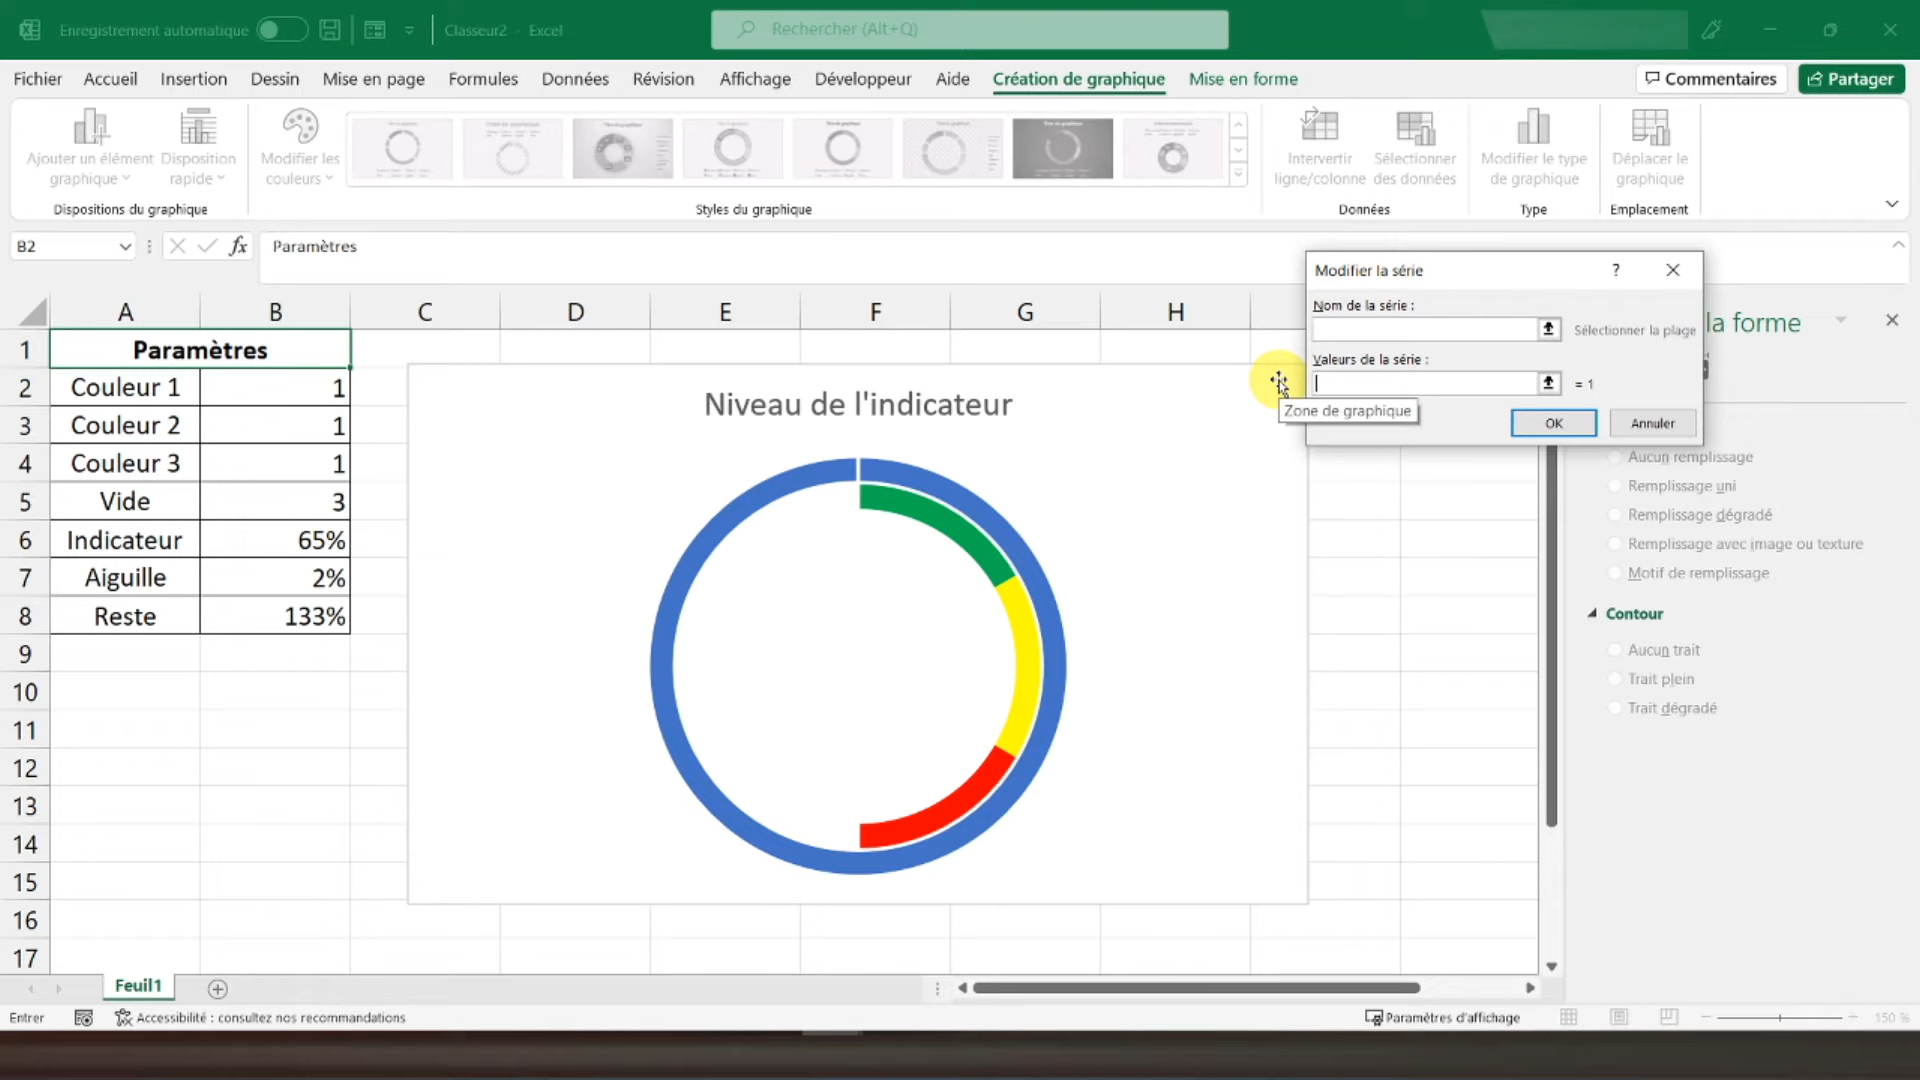 Enregistrement automatique
Classeur2 - Excel
Rechercher (Alt+Q)
Fichier Accueil Insertion Dessin Mise en page Formules Données Révision Affichage Développeur Aide Création de graphique Mise en forme
Commentaires
Partager
Ajouter un élément graphique
Disposition rapide
Modifier les couleurs
Intervertir ligne/colonne
Sélectionner des données
Modifier le type de graphique
Déplacer le graphique
Dispositions du graphique
Styles du graphique
Données
Type
Emplacement
B2
fx
Paramètres
A B C D E F G H
1 Paramètres
2 Couleur 1 1
3 Couleur 2 1
4 Couleur 3 1
5 Vide 3
6 Indicateur 65%
7 Aiguille 2%
8 Reste 133%
9
10
11
12
13
14
15
16
17
Niveau de l'indicateur
Modifier la série
?
Nom de la série :
Sélectionner la plage
Valeurs de la série :
= 1
OK
Annuler
Zone de graphique
la forme
Aucun remplissage
Remplissage uni
Remplissage dégradé
Remplissage avec image ou texture
Motif de remplissage
Contour
Aucun trait
Trait plein
Trait dégradé
Feuil1
Entrer
Accessibilité : consultez nos recommandations
Paramètres d'affichage
150 %